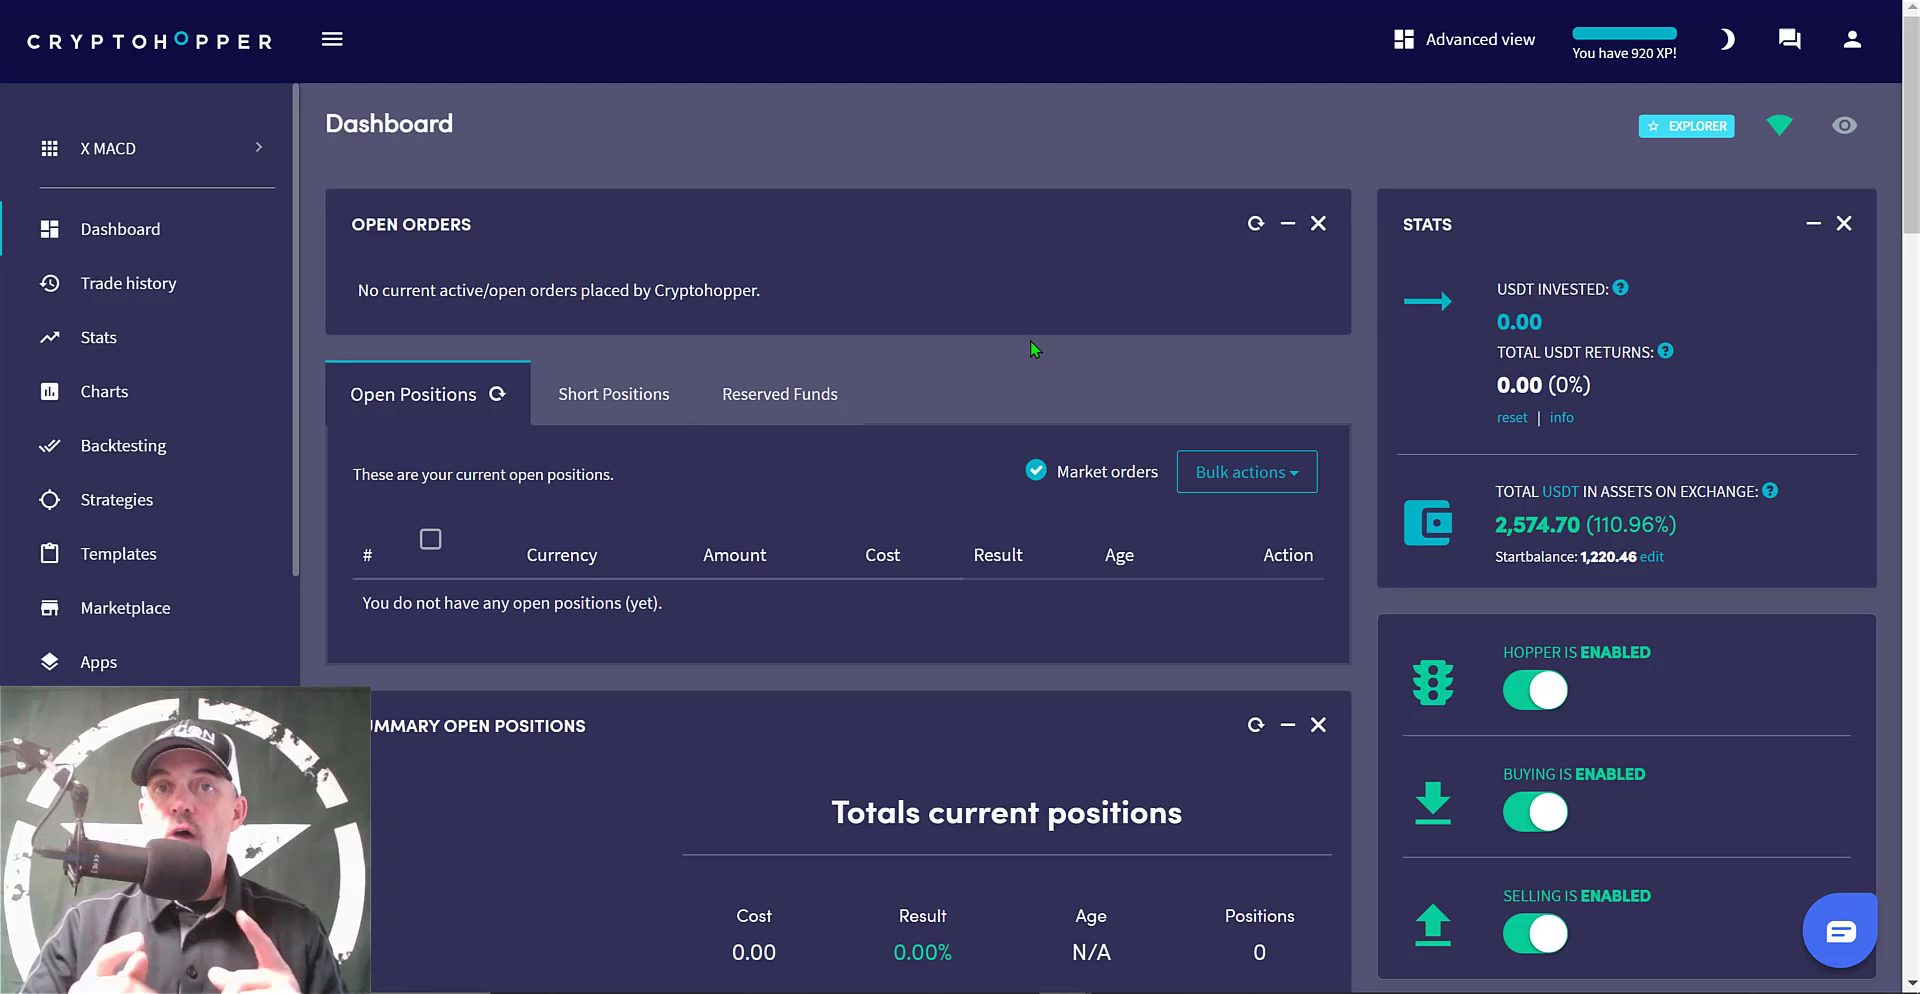 CRYPTOHOPPER
Advanced view
You have 920 XP!
X MACD
Dashboard
Trade history
Stats
Charts
Backtesting
Strategies
Templates
Marketplace
Apps
Dashboard
EXPLORER
OPEN ORDERS
No current active/open orders placed by Cryptohopper.
Open Positions
Short Positions
Reserved Funds
These are your current open positions.
Market orders
Bulk actions
# Currency Amount Cost Result Age Action
You do not have any open positions (yet).
UMMARY OPEN POSITIONS
Totals current positions
Cost Result Age Positions
0.00 0.00% N/A 0
STATS
USDT INVESTED:
0.00
TOTAL USDT RETURNS:
0.00 (0%)
reset | info
TOTAL USDT IN ASSETS ON EXCHANGE:
2,574.70 (110.96%)
Startbalance: 1,220.46 edit
HOPPER IS ENABLED
BUYING IS ENABLED
SELLING IS ENABLED